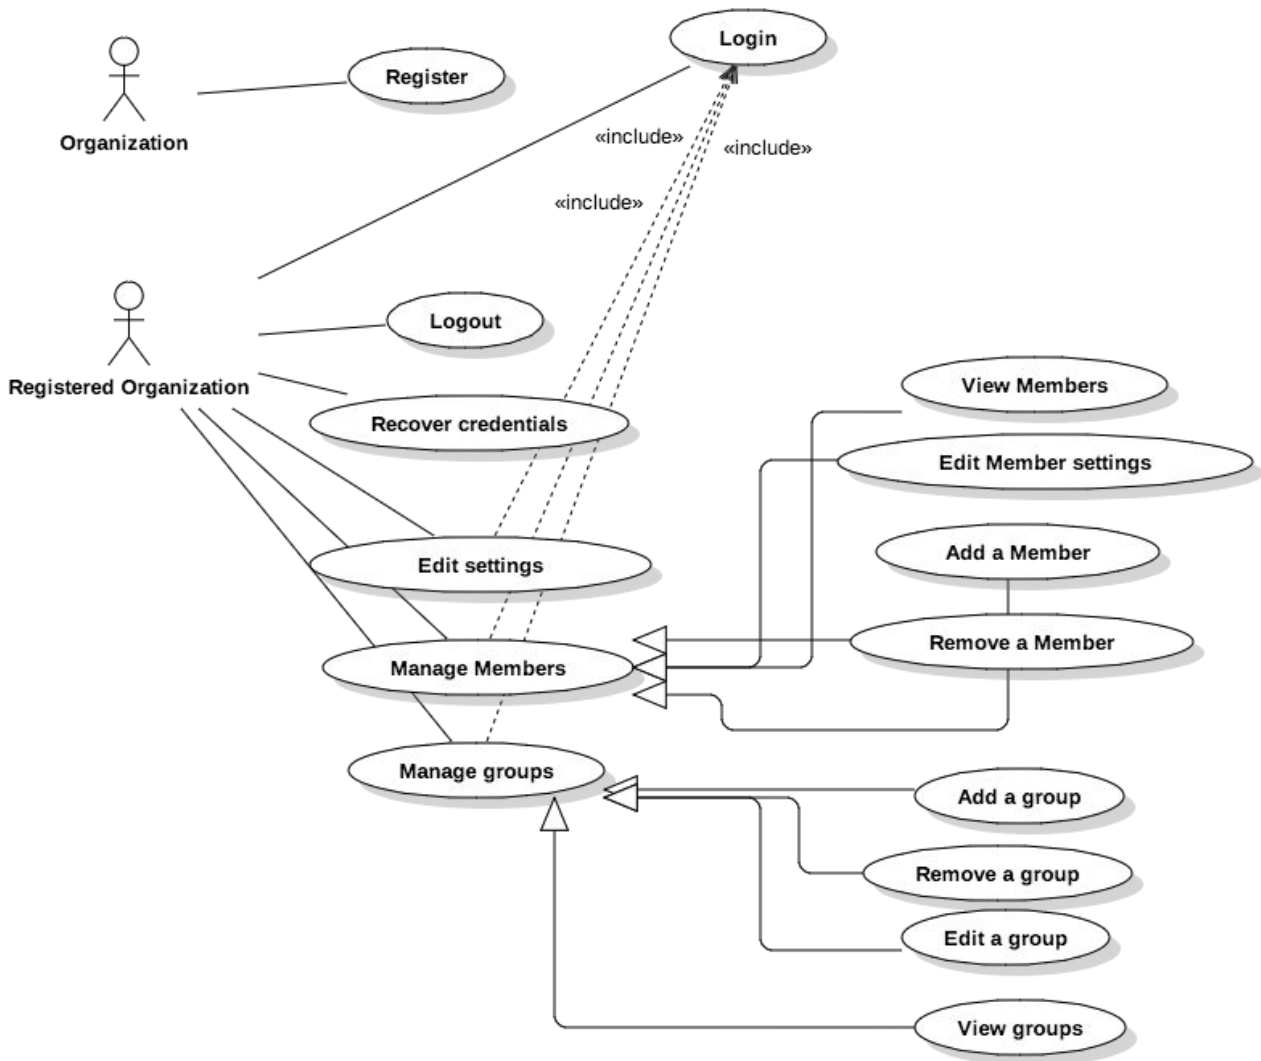 Login
Register
Organization
«include»
«include»
«include»
Logout
Registered Organization
View Members
Recover credentials
Edit Member settings
Add a Member
Edit settings
Remove a Member
Manage Members
Manage groups
Add a group
Remove a group
Edit a group
View groups